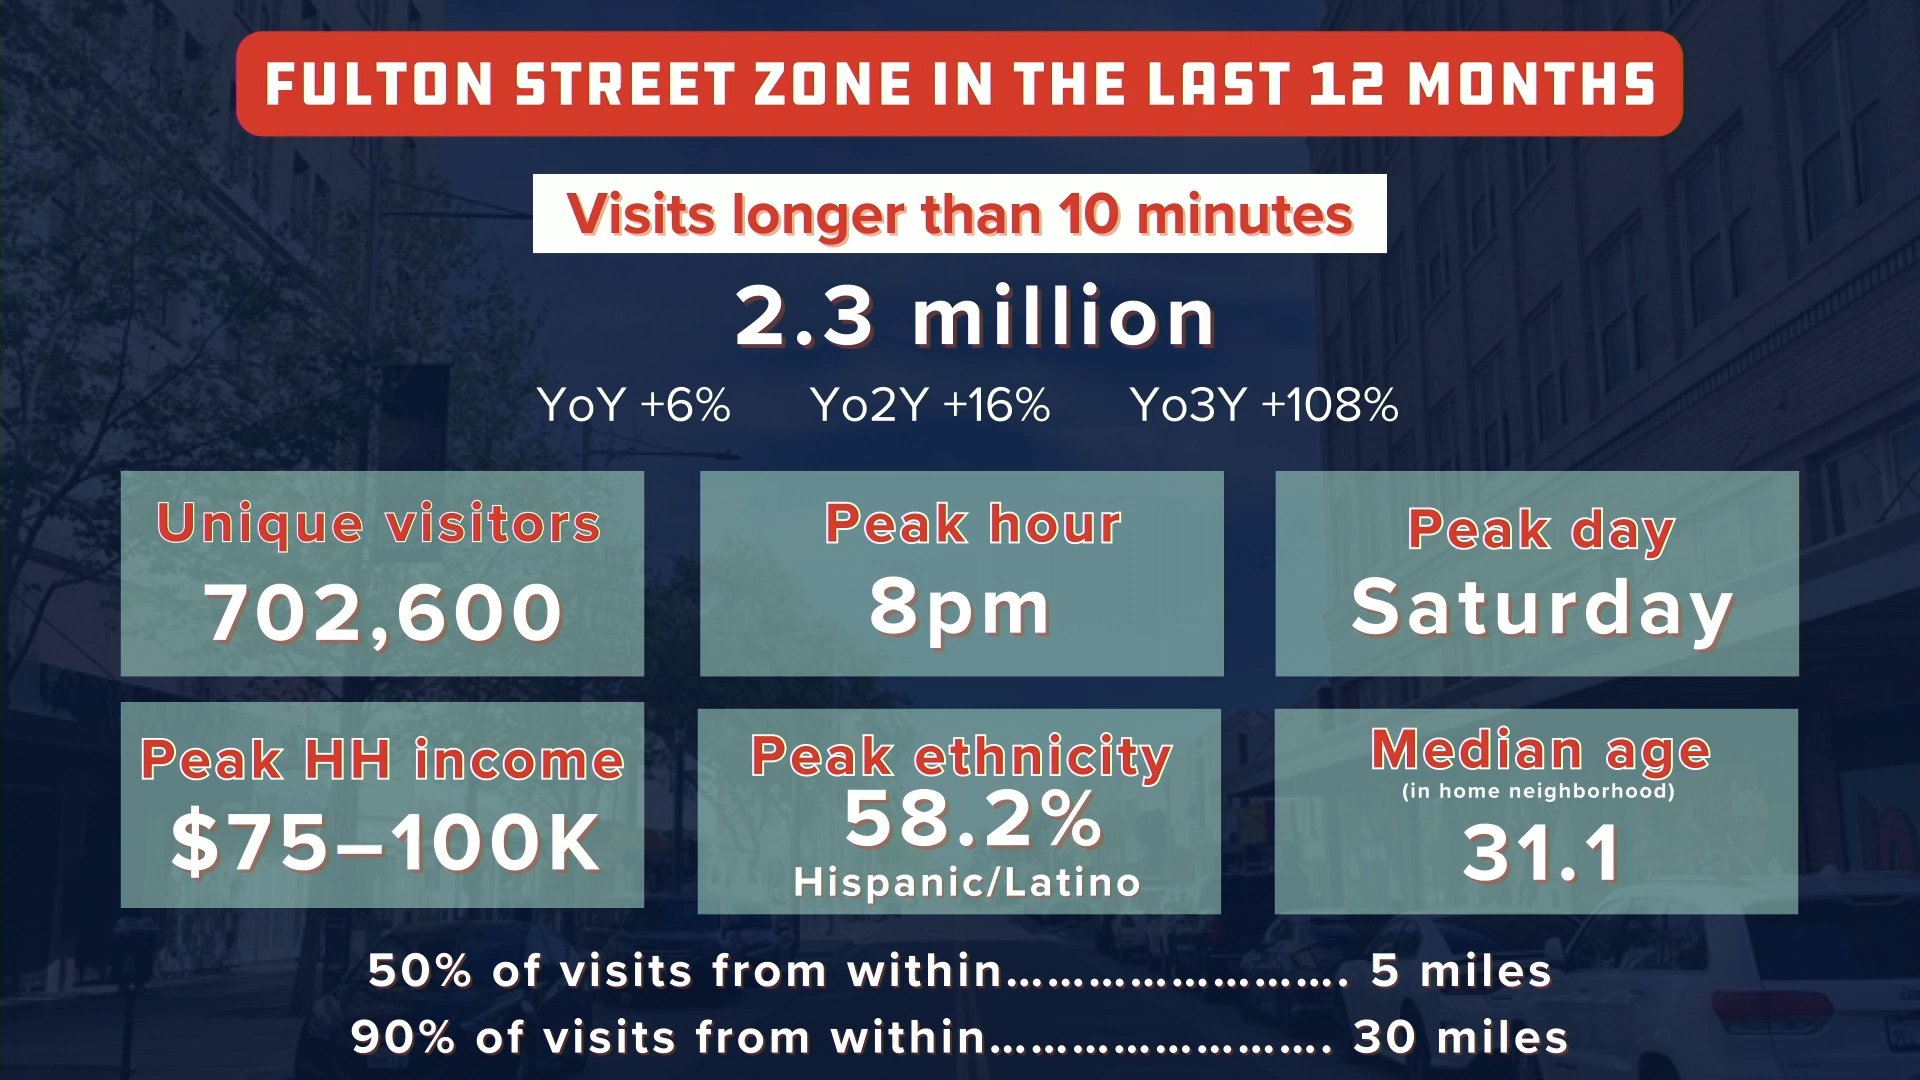 FULTON STREET ZONE IN THE LAST 12 MONTHS
Visits longer than 10 minutes
2.3 million
YoY +6% Yo2Y +16% Yo3Y +108%
Unique visitors
702,600
Peak hour
8pm
Peak day
Saturday
Peak HH income
$75–100K
Peak ethnicity
58.2%
Hispanic/Latino
Median age
(in home neighborhood)
31.1
50% of visits from within……………………. 5 miles
90% of visits from within……………………. 30 miles